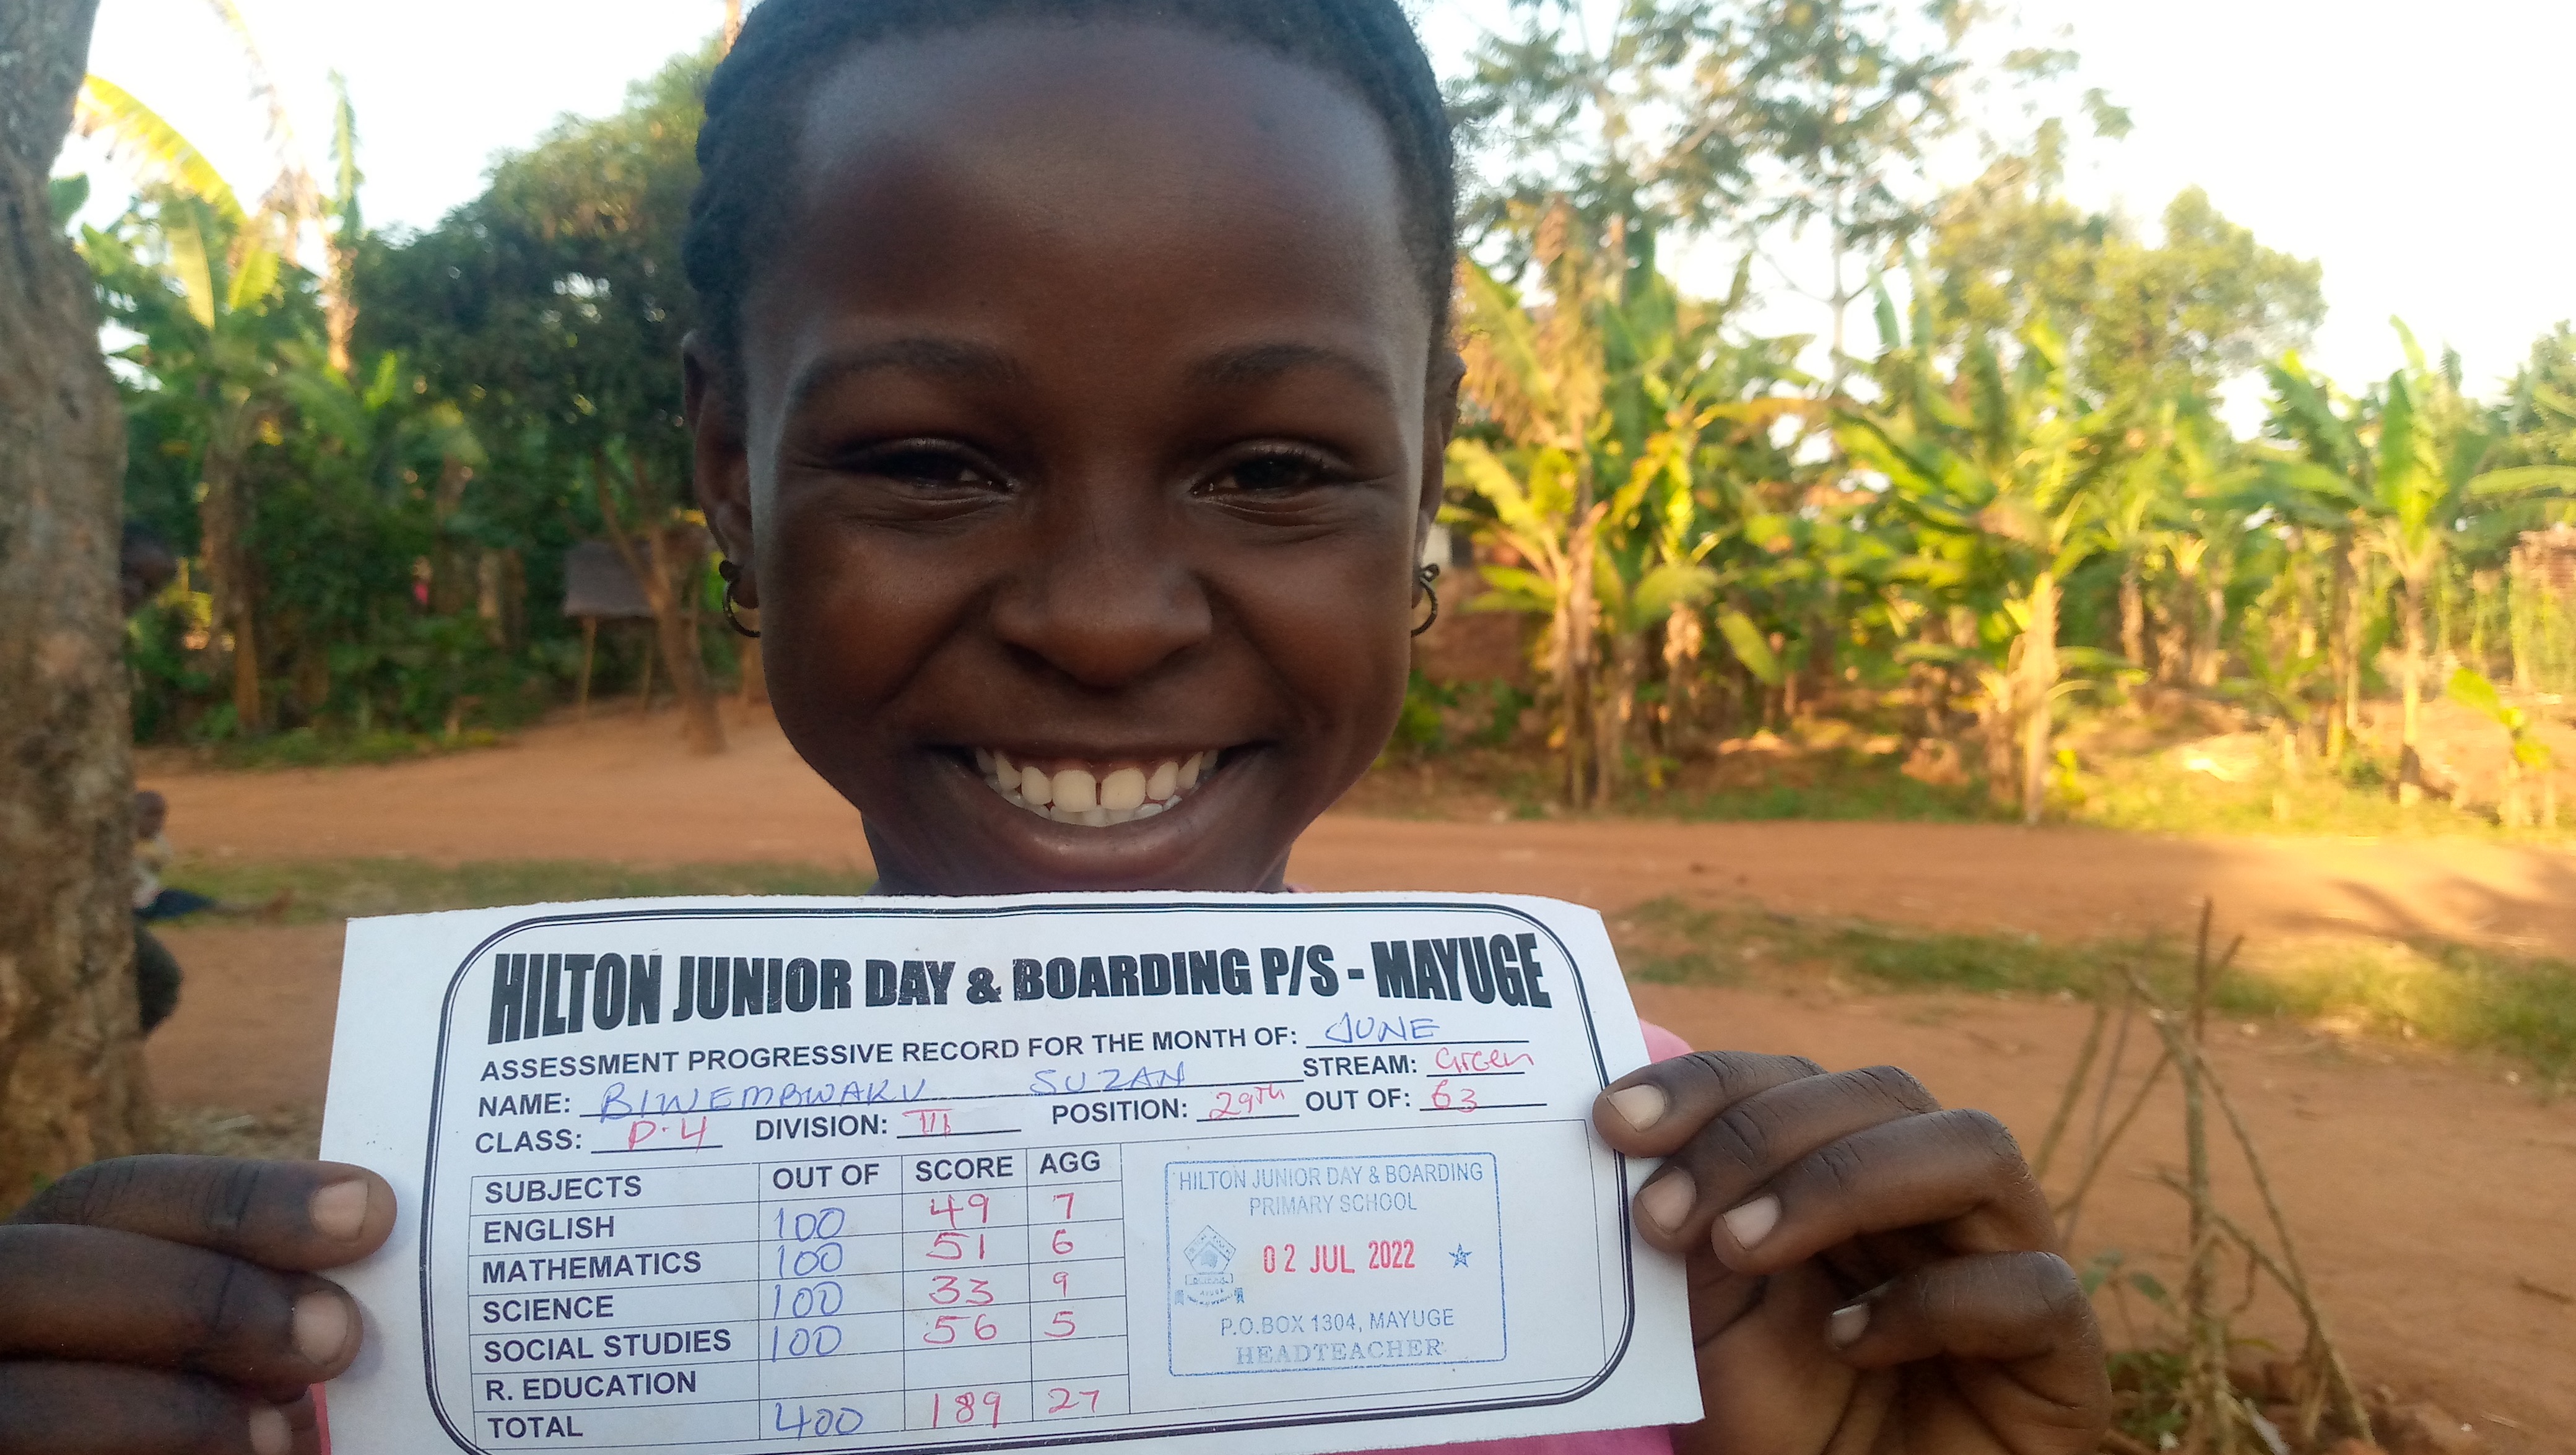 HILTON JUNIOR DAY & BOARDING P/S - MAYUGE
ASSESSMENT PROGRESSIVE RECORD FOR THE MONTH OF: JUNE
NAME: BIWEMBWAKU SUZAN STREAM: Green
CLASS: P.4 DIVISION: III POSITION: 29th OUT OF: 63
SUBJECTS OUT OF SCORE AGG
ENGLISH 100 49 7
MATHEMATICS 100 51 6
SCIENCE 100 33 9
SOCIAL STUDIES 100 56 5
R. EDUCATION
TOTAL 400 189 27
HILTON JUNIOR DAY & BOARDING
PRIMARY SCHOOL
02 JUL 2022
P.O.BOX 1304, MAYUGE
HEADTEACHER